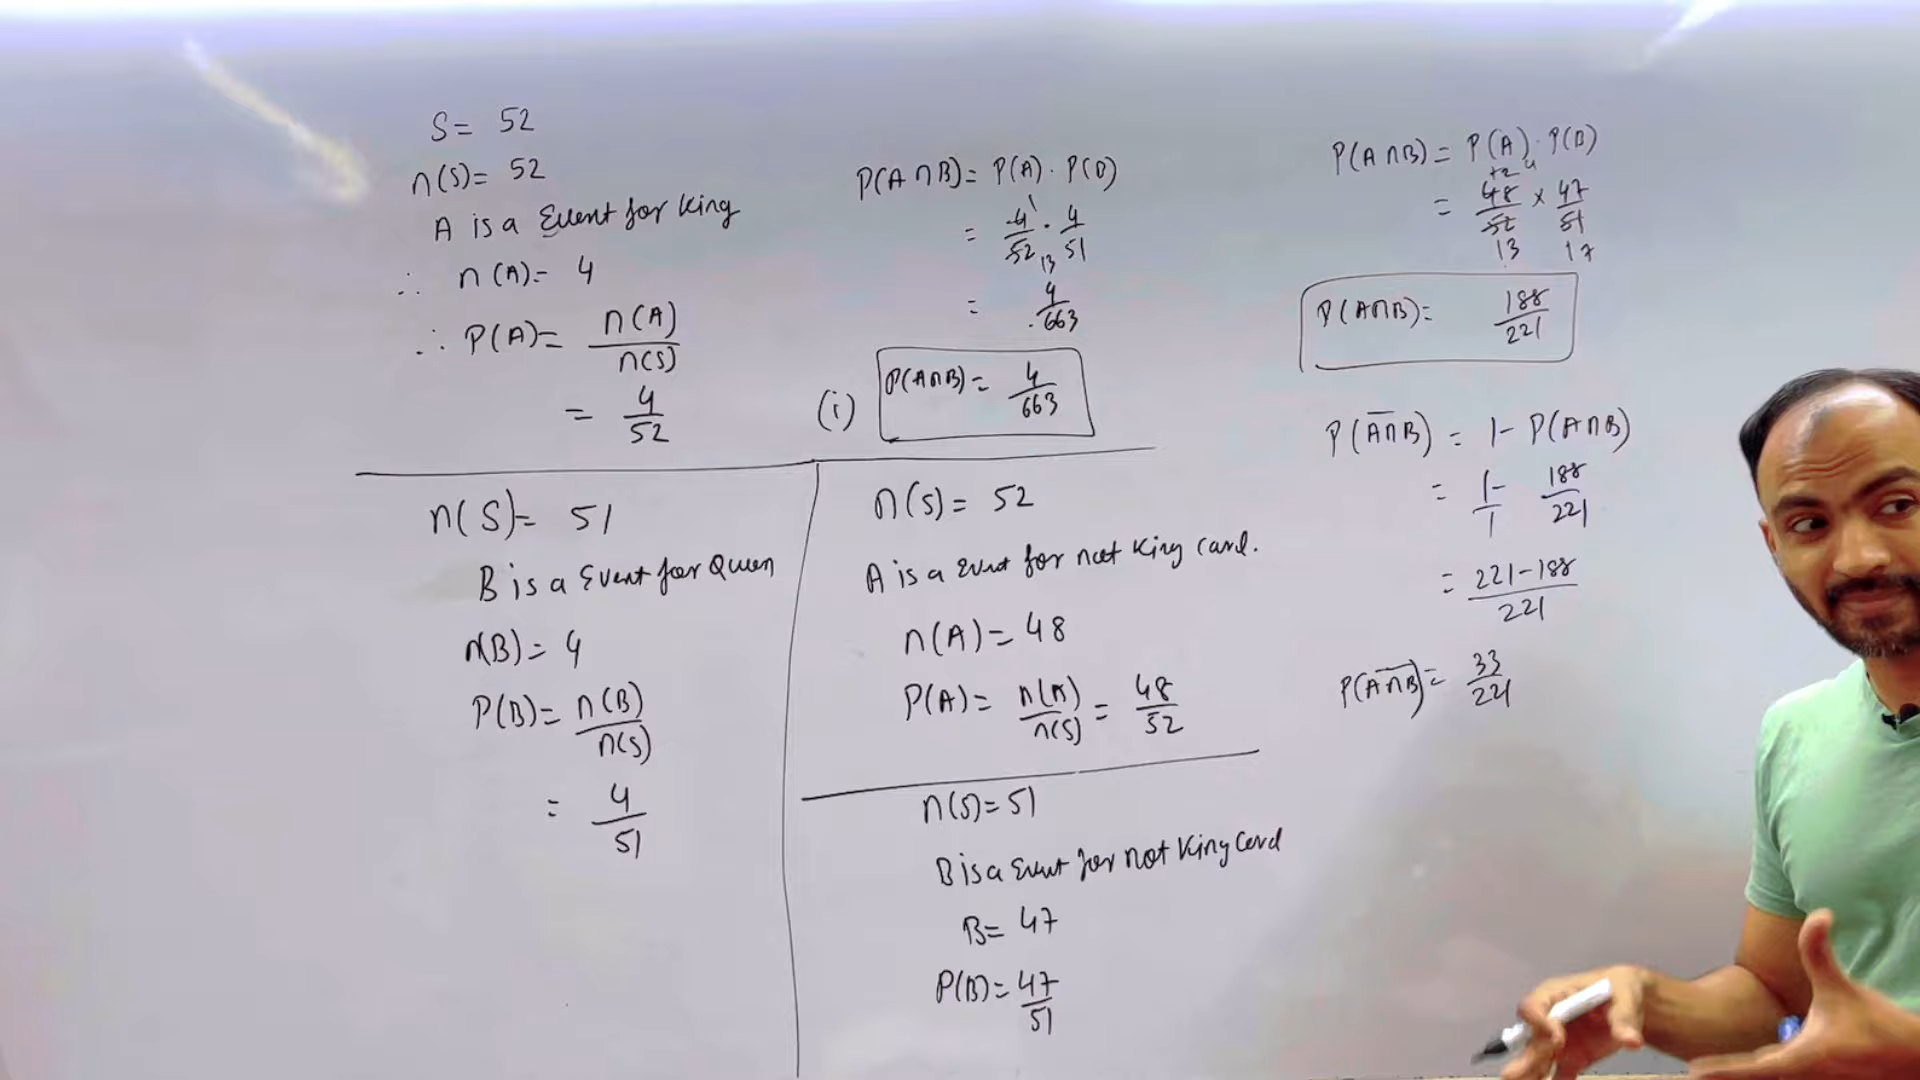 S = 52
n(S) = 52
A is a Event for King
∴ n(A) = 4
∴ P(A) = n(A)/n(S)
= 4/52
n(S) = 51
B is a Event for Queen
n(B) = 4
P(B) = n(B)/n(S)
= 4/51
P(A∩B) = P(A) · P(B)
= 4/52 · 4/51
1 13
= 4/663
(i) P(A∩B) = 4/663
n(S) = 52
A is a Event for not King card.
n(A) = 48
P(A) = n(A)/n(S) = 48/52
n(S) = 51
B is a Event for not King Card
B = 47
P(B) = 47/51
P(A∩B) = P(A) · P(B)
12 4
= 48/52 × 47/51
13 17
P(A∩B) = 188/221
P(A̅∩̅B̅) = 1 - P(A∩B)
= 1/1 - 188/221
= 221-188/221
P(A̅∩̅B̅) = 33/221